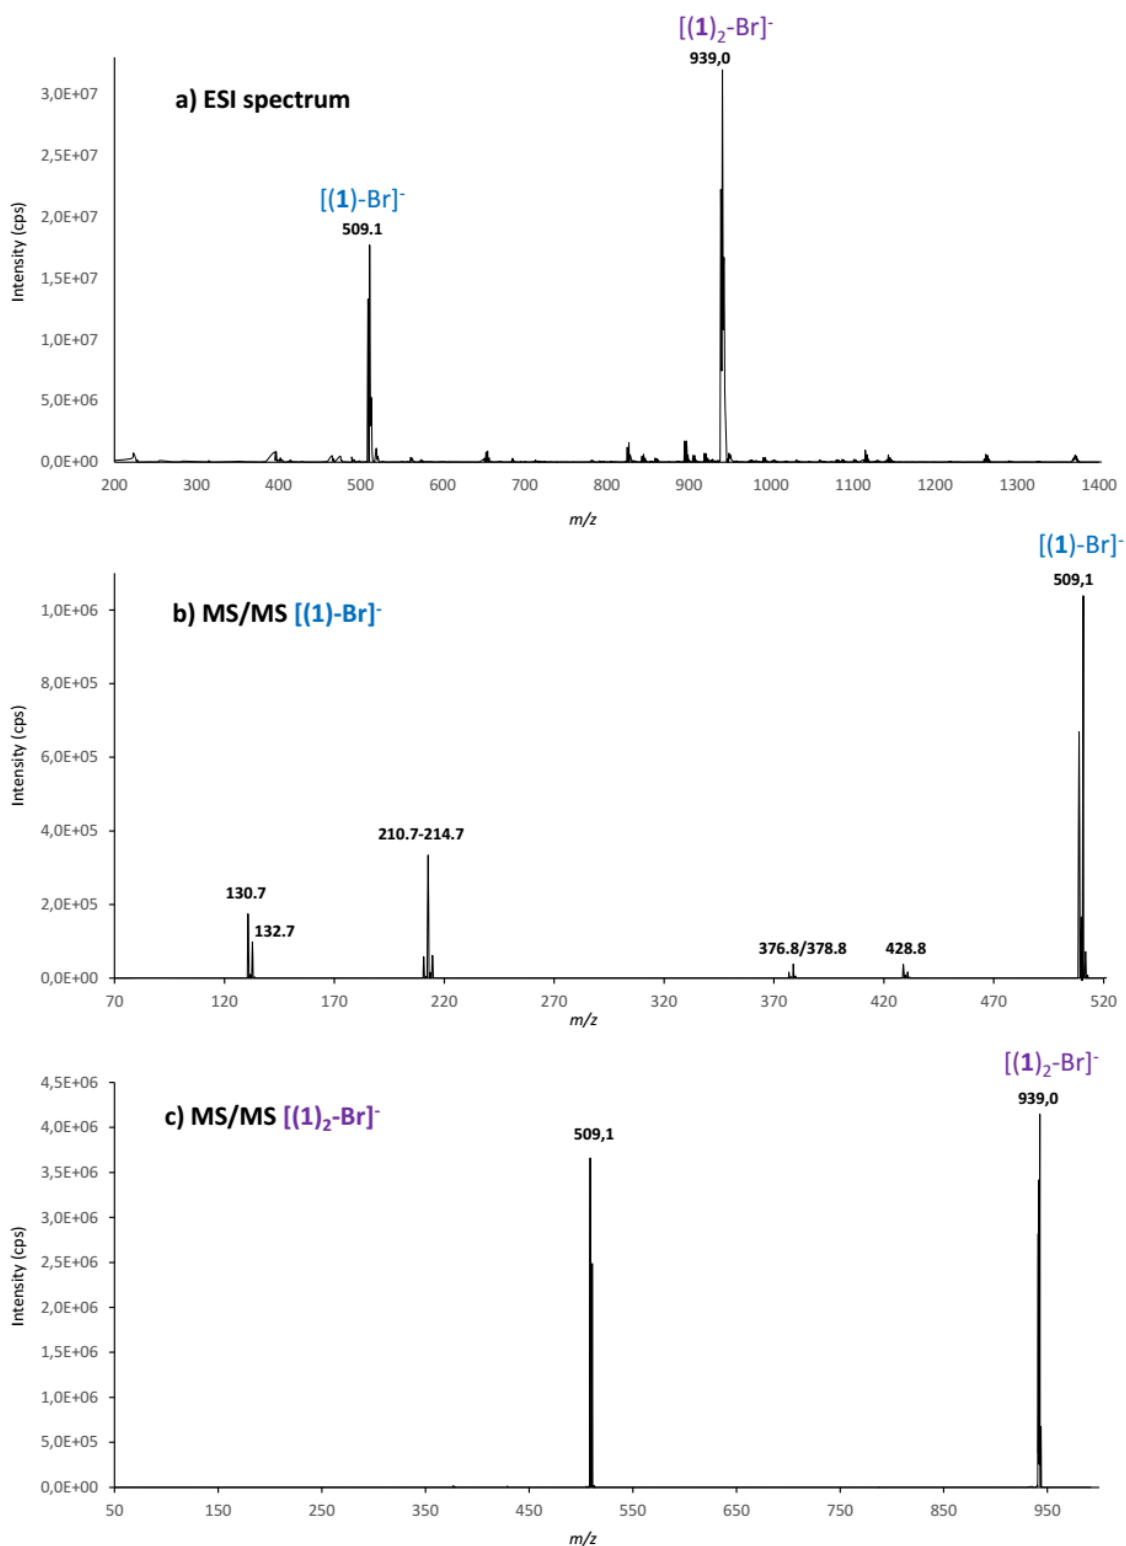 [(1)₂-Br]⁻
939,0
3,0E+07
a) ESI spectrum
2,5E+07
[(1)-Br]⁻
2,0E+07
509.1
Intensity (cps)
1,5E+07
1,0E+07
5,0E+06
0,0E+00
200 300 400 500 600 700 800 900 1000 1100 1200 1300 1400
m/z
[(1)-Br]⁻
509,1
b) MS/MS [(1)-Br]⁻
1,0E+06
8,0E+05
Intensity (cps)
6,0E+05
4,0E+05
210.7-214.7
130.7
2,0E+05
132.7
376.8/378.8
428.8
0,0E+00
70 120 170 220 270 320 370 420 470 520
m/z
[(1)₂-Br]⁻
4,5E+06
939,0
c) MS/MS [(1)₂-Br]⁻
4,0E+06
509,1
3,5E+06
3,0E+06
Intensity (cps)
2,5E+06
2,0E+06
1,5E+06
1,0E+06
5,0E+05
0,0E+00
50 150 250 350 450 550 650 750 850 950
m/z